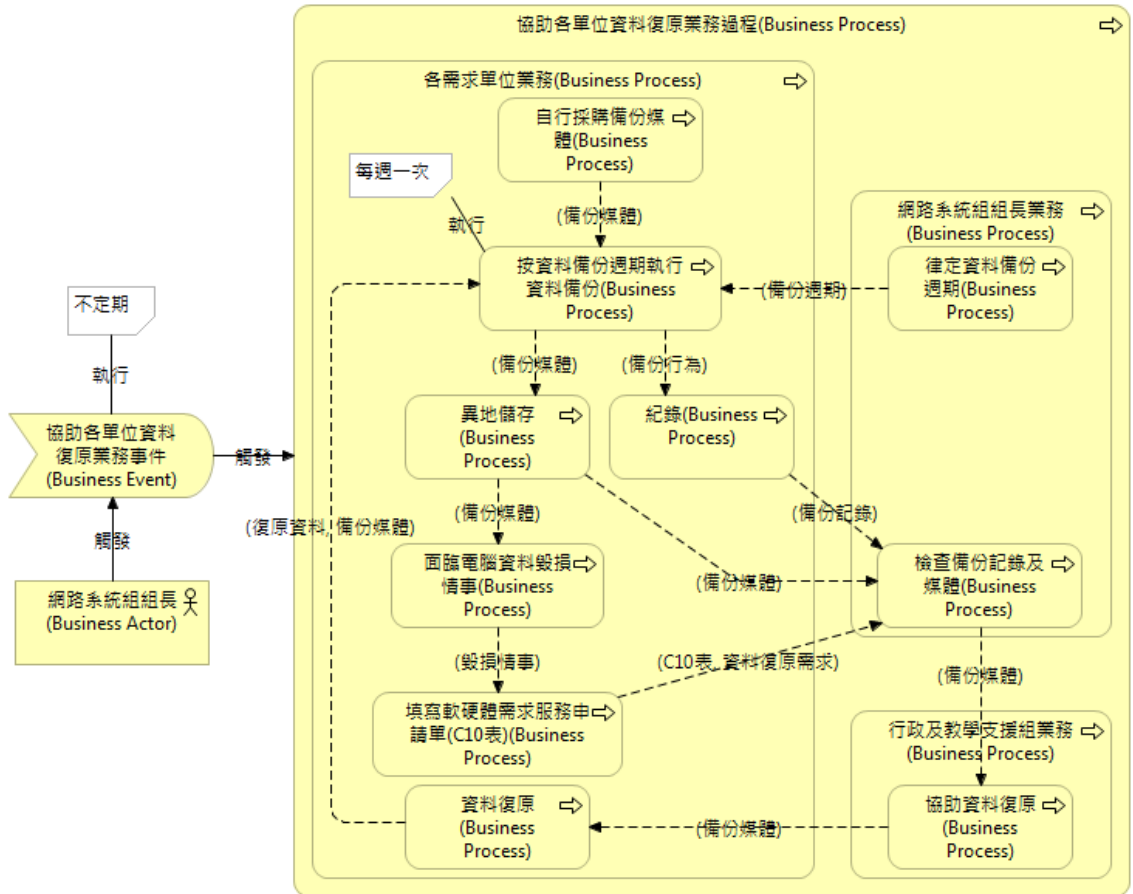 協助各單位資料復原業務過程(Business Process)
各需求單位業務(Business Process)
自行採購備份媒
體(Business
Process)
每週一次
(備份媒體)
執行
網路系統組組長業務
(Business Process)
按資料備份週期執行
資料備份(Business
Process)
(備份週期)
律定資料備份
週期(Business
Process)
不定期
執行
(備份媒體)
(備份行為)
異地儲存
(Business
Process)
紀錄(Business
Process)
協助各單位資料
復原業務事件
(Business Event)
觸發
(備份媒體)
(備份記錄)
(復原資料, 備份媒體)
觸發
面臨電腦資料毀損
情事(Business
Process)
(備份媒體)
檢查備份記錄及
媒體(Business
Process)
網路系統組組長
(Business Actor)
(毀損情事)
(C10表, 資料復原需求)
(備份媒體)
填寫軟硬體需求服務申
請單(C10表)(Business
Process)
行政及教學支援組業務
(Business Process)
資料復原
(Business
Process)
(備份媒體)
協助資料復原
(Business
Process)